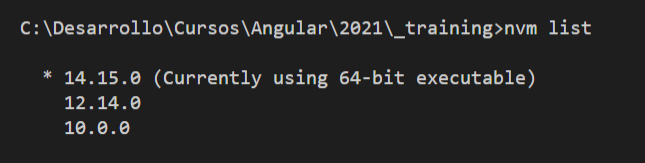 C:\Desarrollo\Cursos\Angular\2021\_training>nvm list
* 14.15.0 (Currently using 64-bit executable)
12.14.0
10.0.0